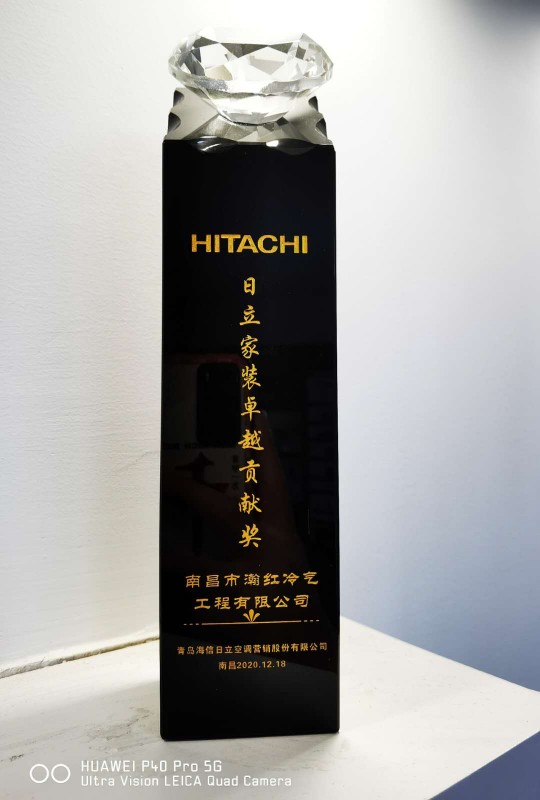 HITACHI
日立家装卓越贡献奖
南昌市瀚红冷气
工程有限公司
青岛海信日立空调营销股份有限公司
南昌2020.12.18
HUAWEI P40 Pro 5G
Ultra Vision LEICA Quad Camera